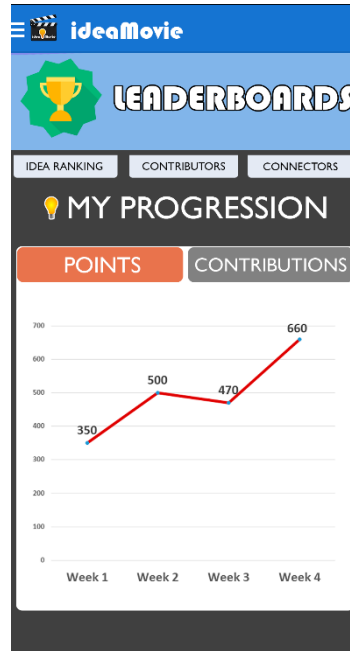 ideaMovie
LEADERBOARDS
IDEA RANKING CONTRIBUTORS CONNECTORS
MY PROGRESSION
POINTS CONTRIBUTIONS
700
660
600
500
500
470
400
350
300
200
100
0
Week 1 Week 2 Week 3 Week 4